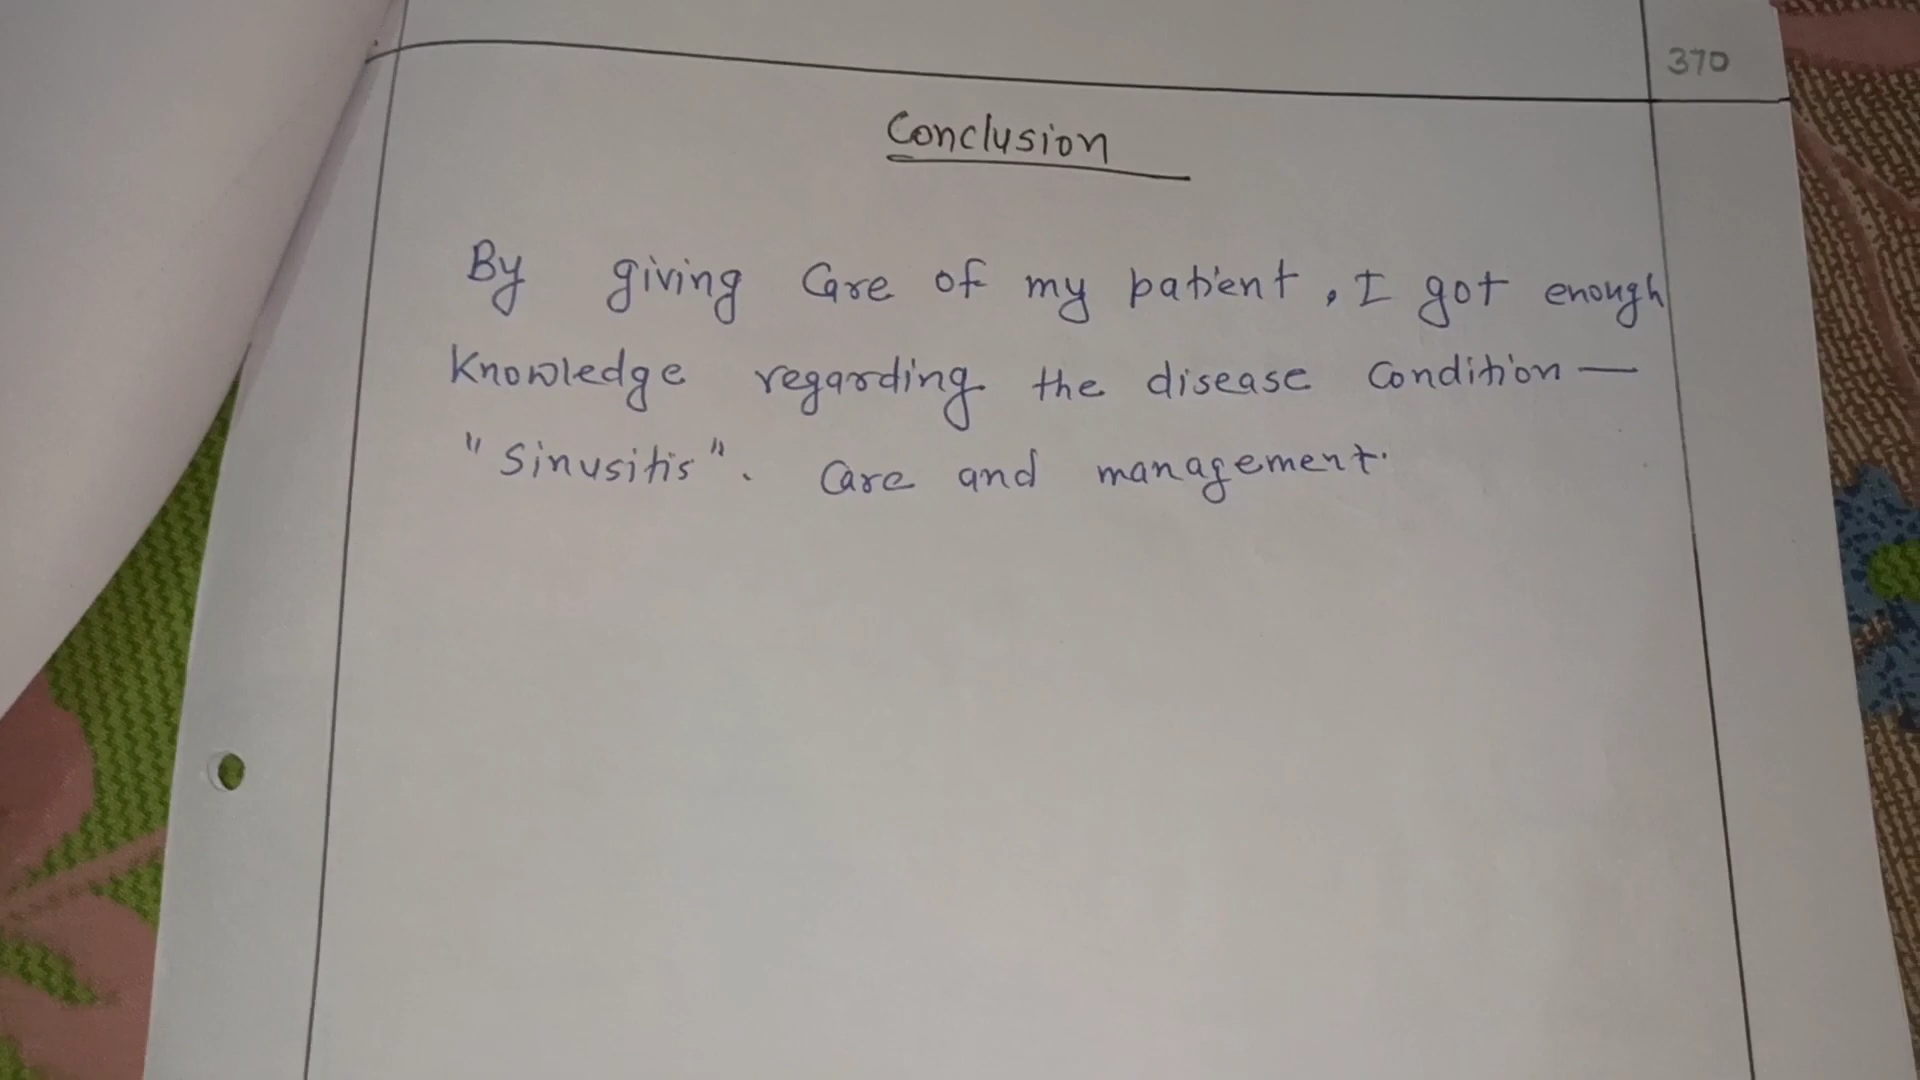 370
Conclusion
By giving Care of my patient, I got enough
Knowledge regarding the disease Condition —
"Sinusitis". Care and management.